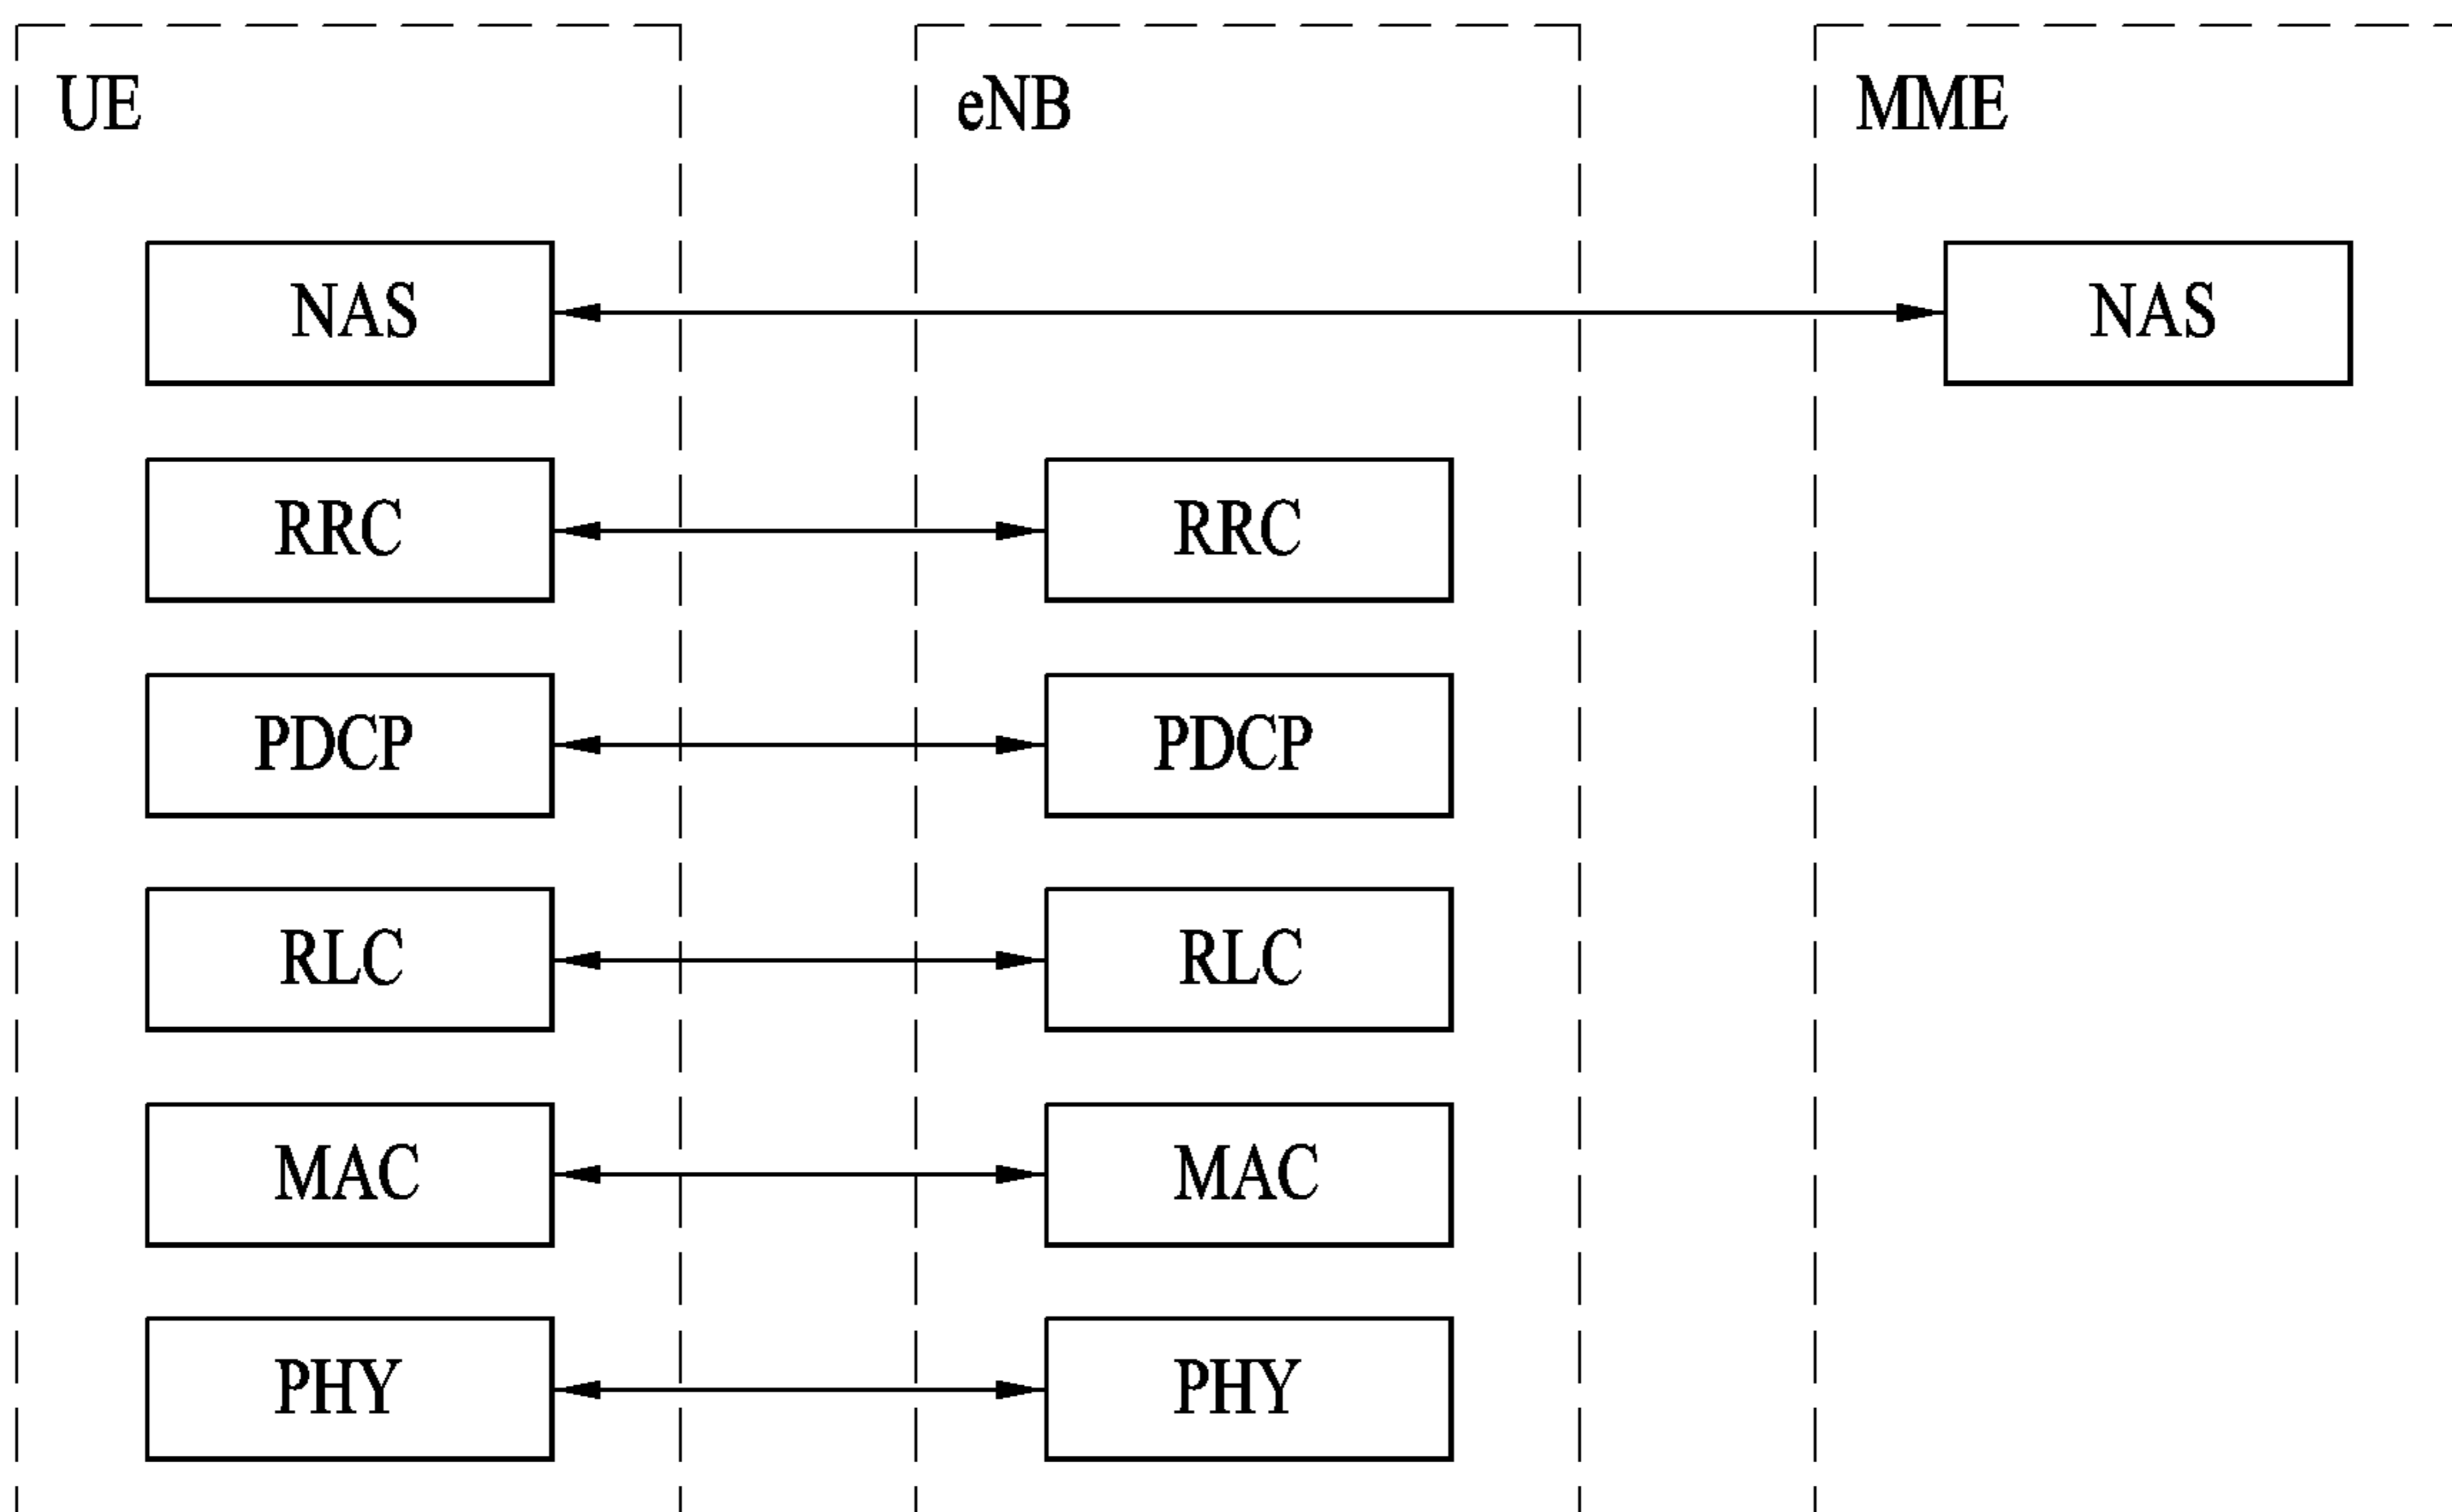 UE eNB MME
NAS NAS
RRC RRC
PDCP PDCP
RLC RLC
MAC MAC
PHY PHY